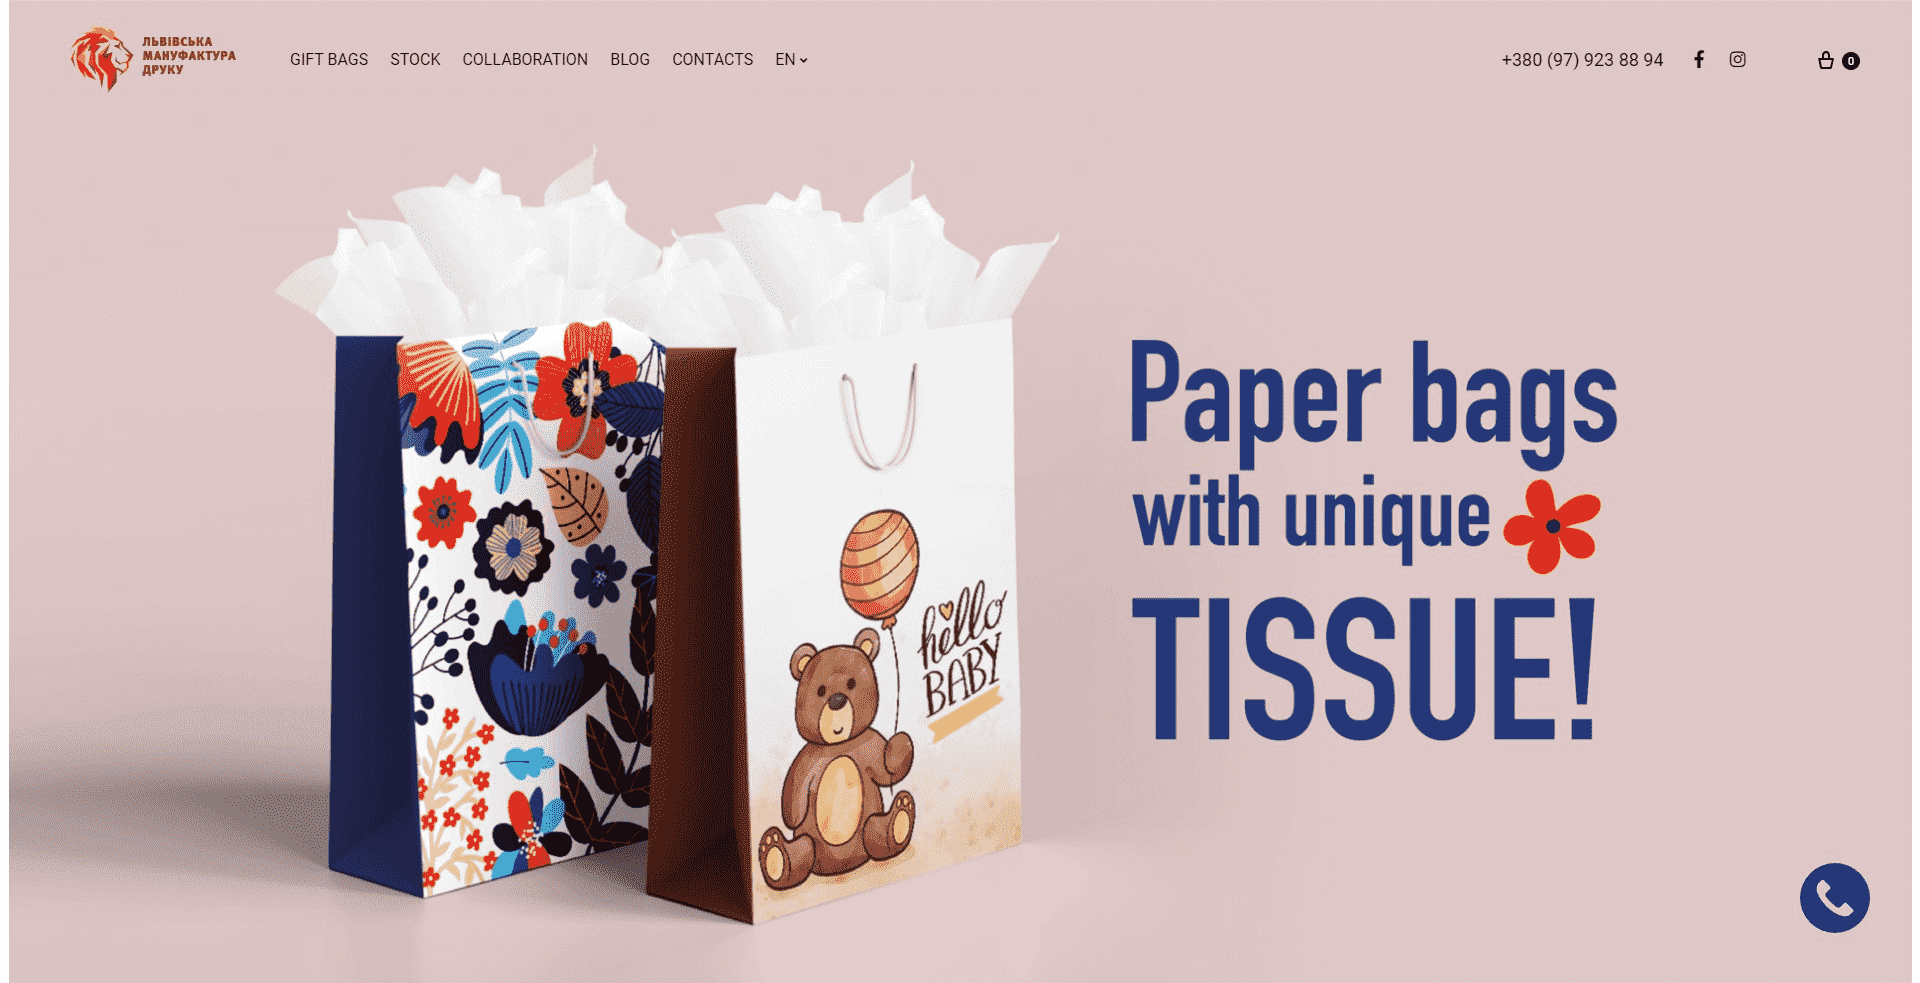 ЛЬВІВСЬКА
МАНУФАКТУРА
ДРУКУ
GIFT BAGS STOCK COLLABORATION BLOG CONTACTS EN
+380 (97) 923 88 94
0
Paper bags
with unique
TISSUE!
hello
BABY